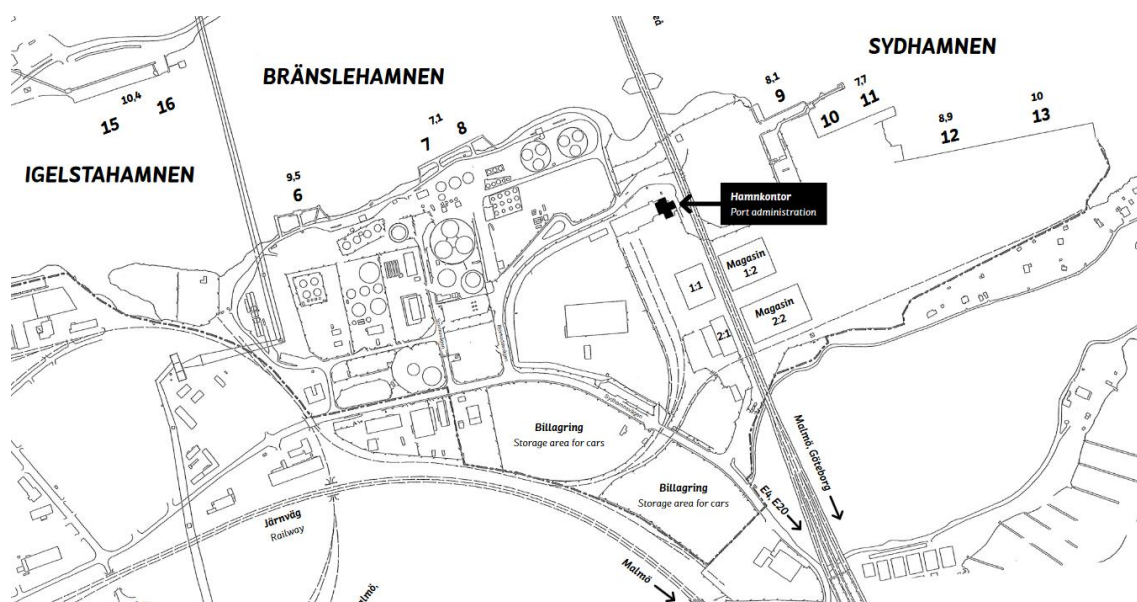 SYDHAMNEN
BRÄNSLEHAMNEN
8,1
9
7,7
11
10
10
13
8,9
12
10,4
16
15
7,1
8
7
IGELSTAHAMNEN
9,5
6
Hamnkontor
Port administration
Magasin
1:2
1:1
Magasin
2:2
2:1
Sydhamnsvägen
Billagring
Storage area for cars
Billagring
Storage area for cars
Malmö, Göteborg
E4, E20
Järnväg
Railway
Malmö